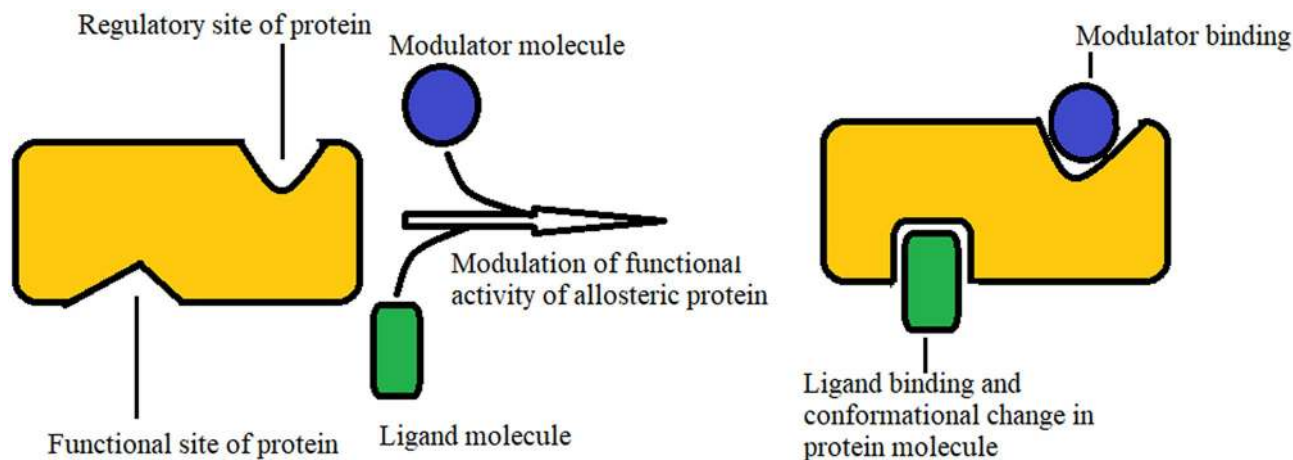 Regulatory site of protein
Modulator molecule
Modulator binding
Modulation of functional
activity of allosteric protein
Functional site of protein
Ligand molecule
Ligand binding and
conformational change in
protein molecule